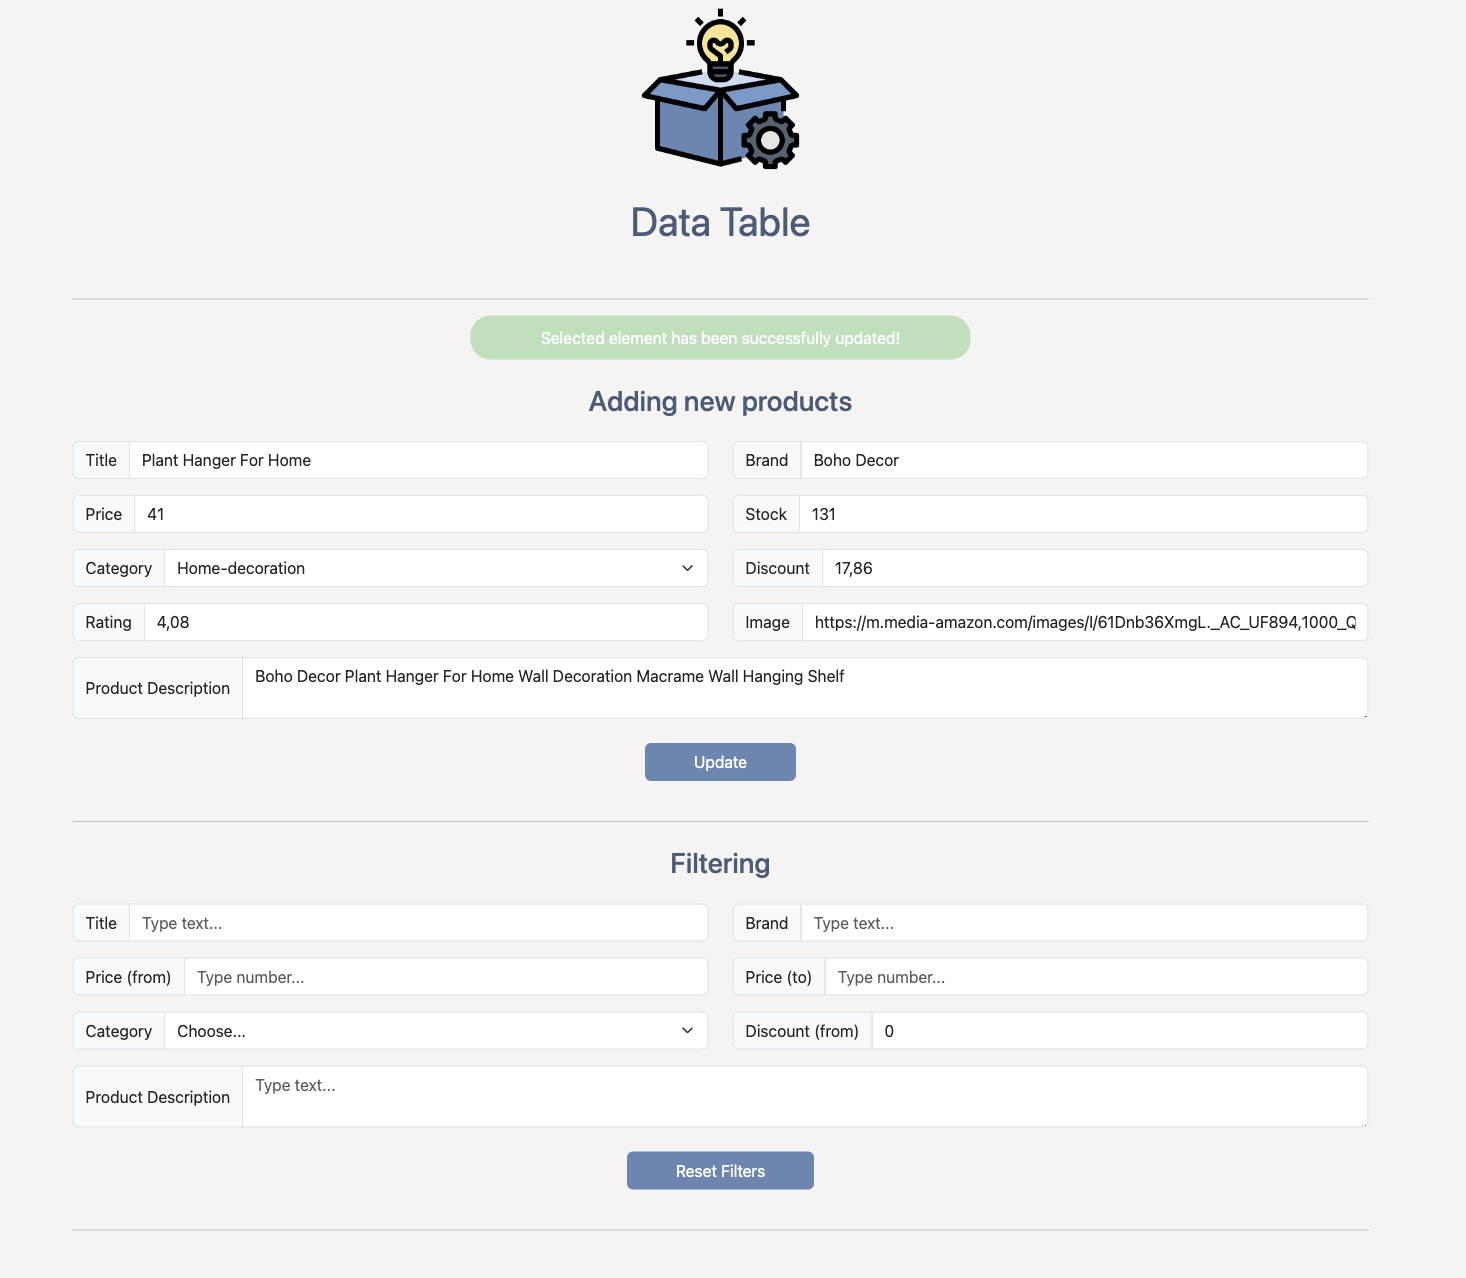 Data Table
Selected element has been successfully updated!
Adding new products
Title Plant Hanger For Home
Brand Boho Decor
Price 41
Stock 131
Category Home-decoration
Discount 17,86
Rating 4,08
Image https://m.media-amazon.com/images/I/61Dnb36XmgL._AC_UF894,1000_Q
Product Description Boho Decor Plant Hanger For Home Wall Decoration Macrame Wall Hanging Shelf
Update
Filtering
Title Type text...
Brand Type text...
Price (from) Type number...
Price (to) Type number...
Category Choose...
Discount (from) 0
Product Description Type text...
Reset Filters